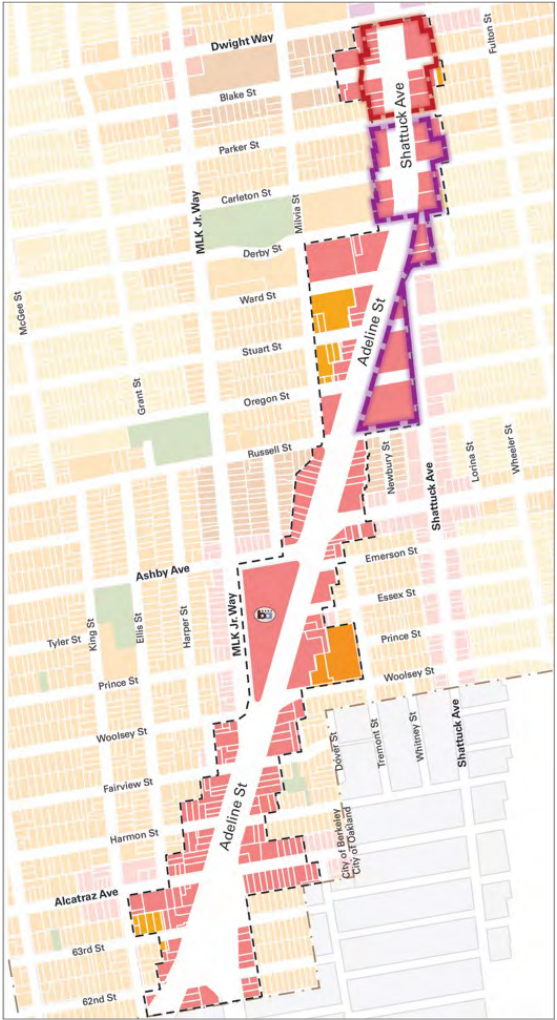 Dwight Way
Fulton St
Blake St
Shattuck Ave
Parker St
Carleton St
Milvia St
MLK Jr. Way
Derby St
McGee St
Ward St
Adeline St
Stuart St
Grant St
Oregon St
Russell St
Newbury St
Shattuck Ave
Lorina St
Wheeler St
Emerson St
Ashby Ave
Essex St
King St
Ellis St
Harper St
MLK Jr. Way
Tyler St
Prince St
Prince St
Woolsey St
Woolsey St
Dover St
Tremont St
Whitney St
Shattuck Ave
Fairview St
Adeline St
Harmon St
City of Berkeley
City of Oakland
Alcatraz Ave
63rd St
62nd St